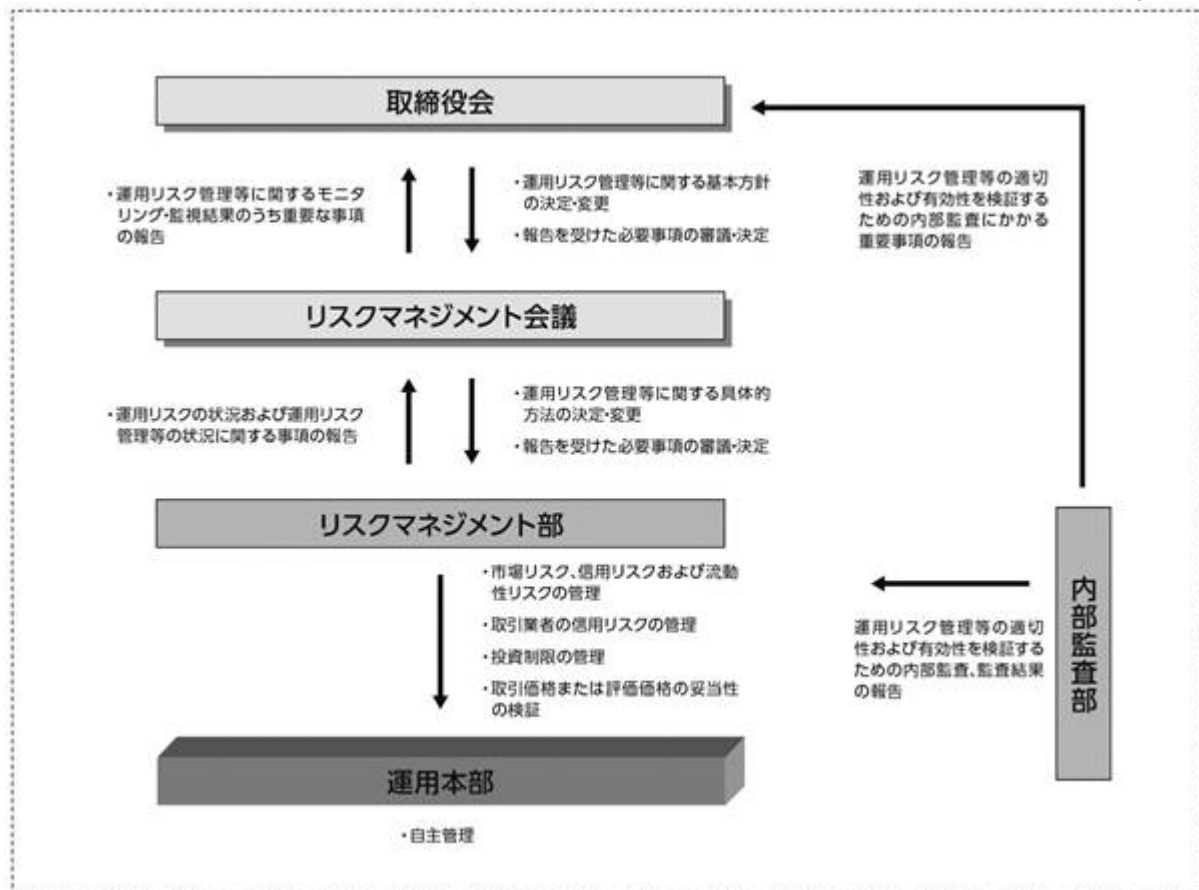 取締役会
・運用リスク管理等に関するモニタ
リング・監視結果のうち重要な事項
の報告
・運用リスク管理等に関する基本方針
の決定・変更
・報告を受けた必要事項の審議・決定
運用リスク管理等の適切
性および有効性を検証する
ための内部監査にかかる
重要事項の報告
リスクマネジメント会議
・運用リスクの状況および運用リスク
管理等の状況に関する事項の報告
・運用リスク管理等に関する具体的
方法の決定・変更
・報告を受けた必要事項の審議・決定
リスクマネジメント部
・市場リスク、信用リスクおよび流動
性リスクの管理
・取引業者の信用リスクの管理
・投資制限の管理
・取引価格または評価価格の妥当性
の検証
運用リスク管理等の適切
性および有効性を検証する
ための内部監査、監査結果
の報告
内部監査部
運用本部
・自主管理